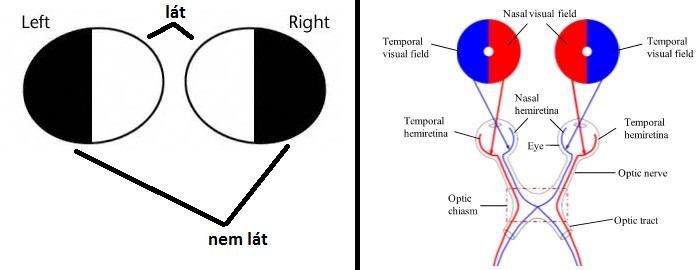 Left
lát
Right
nem lát
Nasal visual field
Temporal
visual field
Temporal
visual field
Nasal
hemiretina
Temporal
hemiretina
Temporal
hemiretina
Eye
Optic nerve
Optic
chiasm
Optic tract